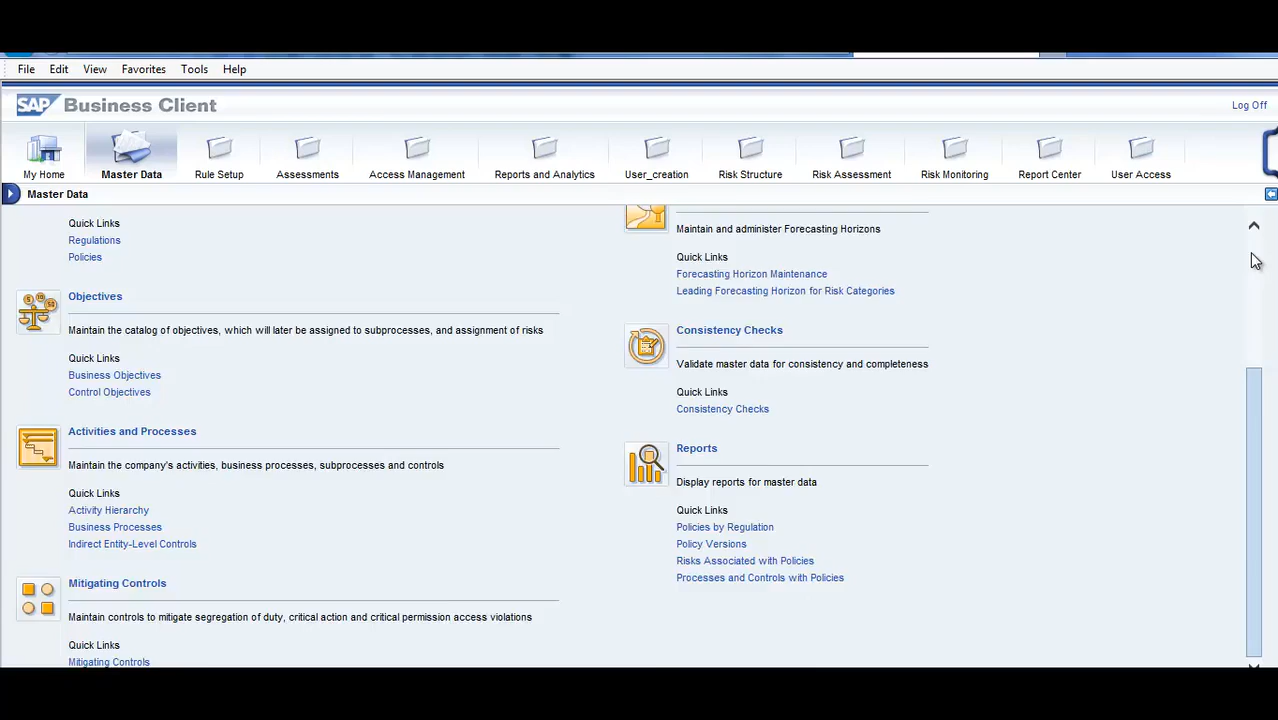 File Edit View Favorites Tools Help
SAP Business Client
Log Off
My Home Master Data Rule Setup Assessments Access Management Reports and Analytics User_creation Risk Structure Risk Assessment Risk Monitoring Report Center User Access
Master Data
Quick Links
Regulations
Policies
Objectives
Maintain the catalog of objectives, which will later be assigned to subprocesses, and assignment of risks
Quick Links
Business Objectives
Control Objectives
Activities and Processes
Maintain the company's activities, business processes, subprocesses and controls
Quick Links
Activity Hierarchy
Business Processes
Indirect Entity-Level Controls
Mitigating Controls
Maintain controls to mitigate segregation of duty, critical action and critical permission access violations
Quick Links
Mitigating Controls
Maintain and administer Forecasting Horizons
Quick Links
Forecasting Horizon Maintenance
Leading Forecasting Horizon for Risk Categories
Consistency Checks
Validate master data for consistency and completeness
Quick Links
Consistency Checks
Reports
Display reports for master data
Quick Links
Policies by Regulation
Policy Versions
Risks Associated with Policies
Processes and Controls with Policies